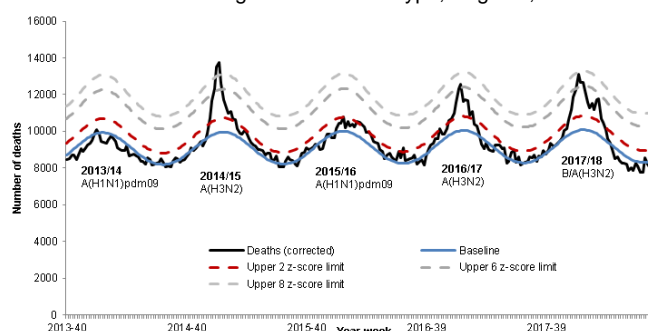 16000
14000
12000
10000
8000
6000
4000
2000
0
Number of deaths
2013/14
A(H1N1)pdm09
2014/15
A(H3N2)
2015/16
A(H1N1)pdm09
2016/17
A(H3N2)
2017/18
B/A(H3N2)
Deaths (corrected)
Baseline
Upper 2 z-score limit
Upper 6 z-score limit
Upper 8 z-score limit
2013-40
2014-40
2015-40
Year week
2016-39
2017-39